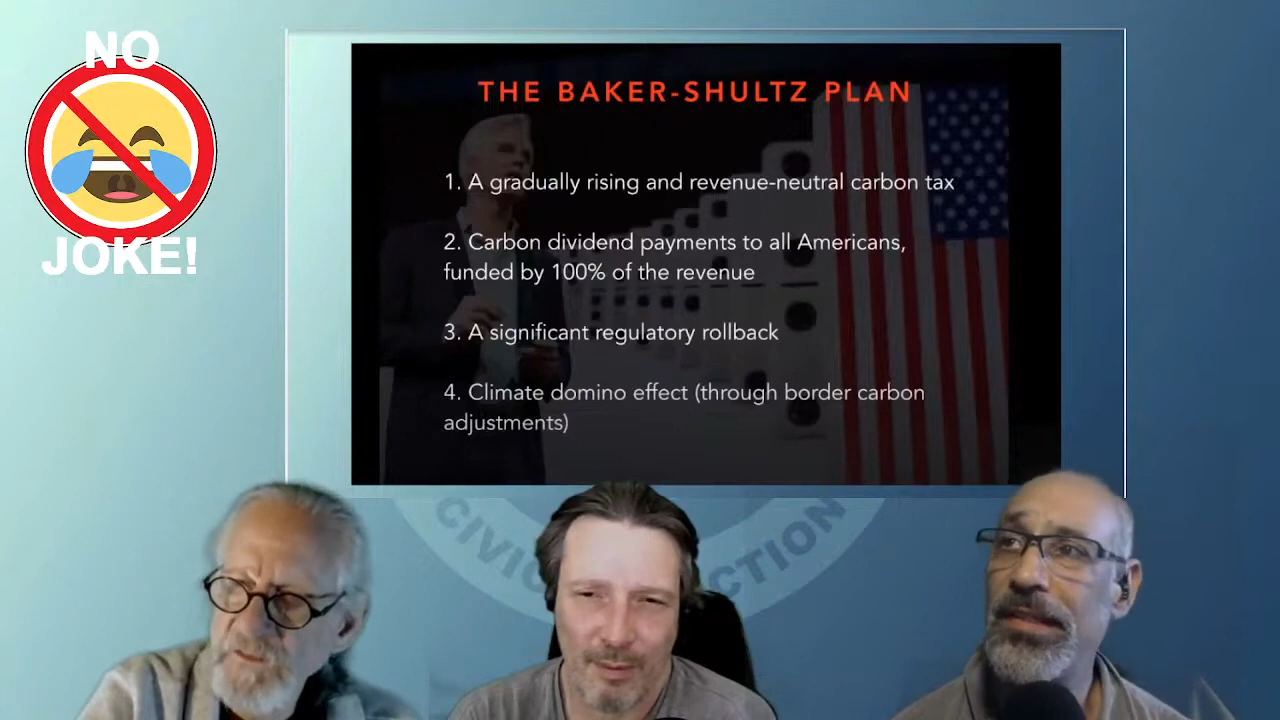 NO
JOKE!
THE BAKER-SHULTZ PLAN
1. A gradually rising and revenue-neutral carbon tax
2. Carbon dividend payments to all Americans,
funded by 100% of the revenue
3. A significant regulatory rollback
4. Climate domino effect (through border carbon
adjustments)
CIVIC